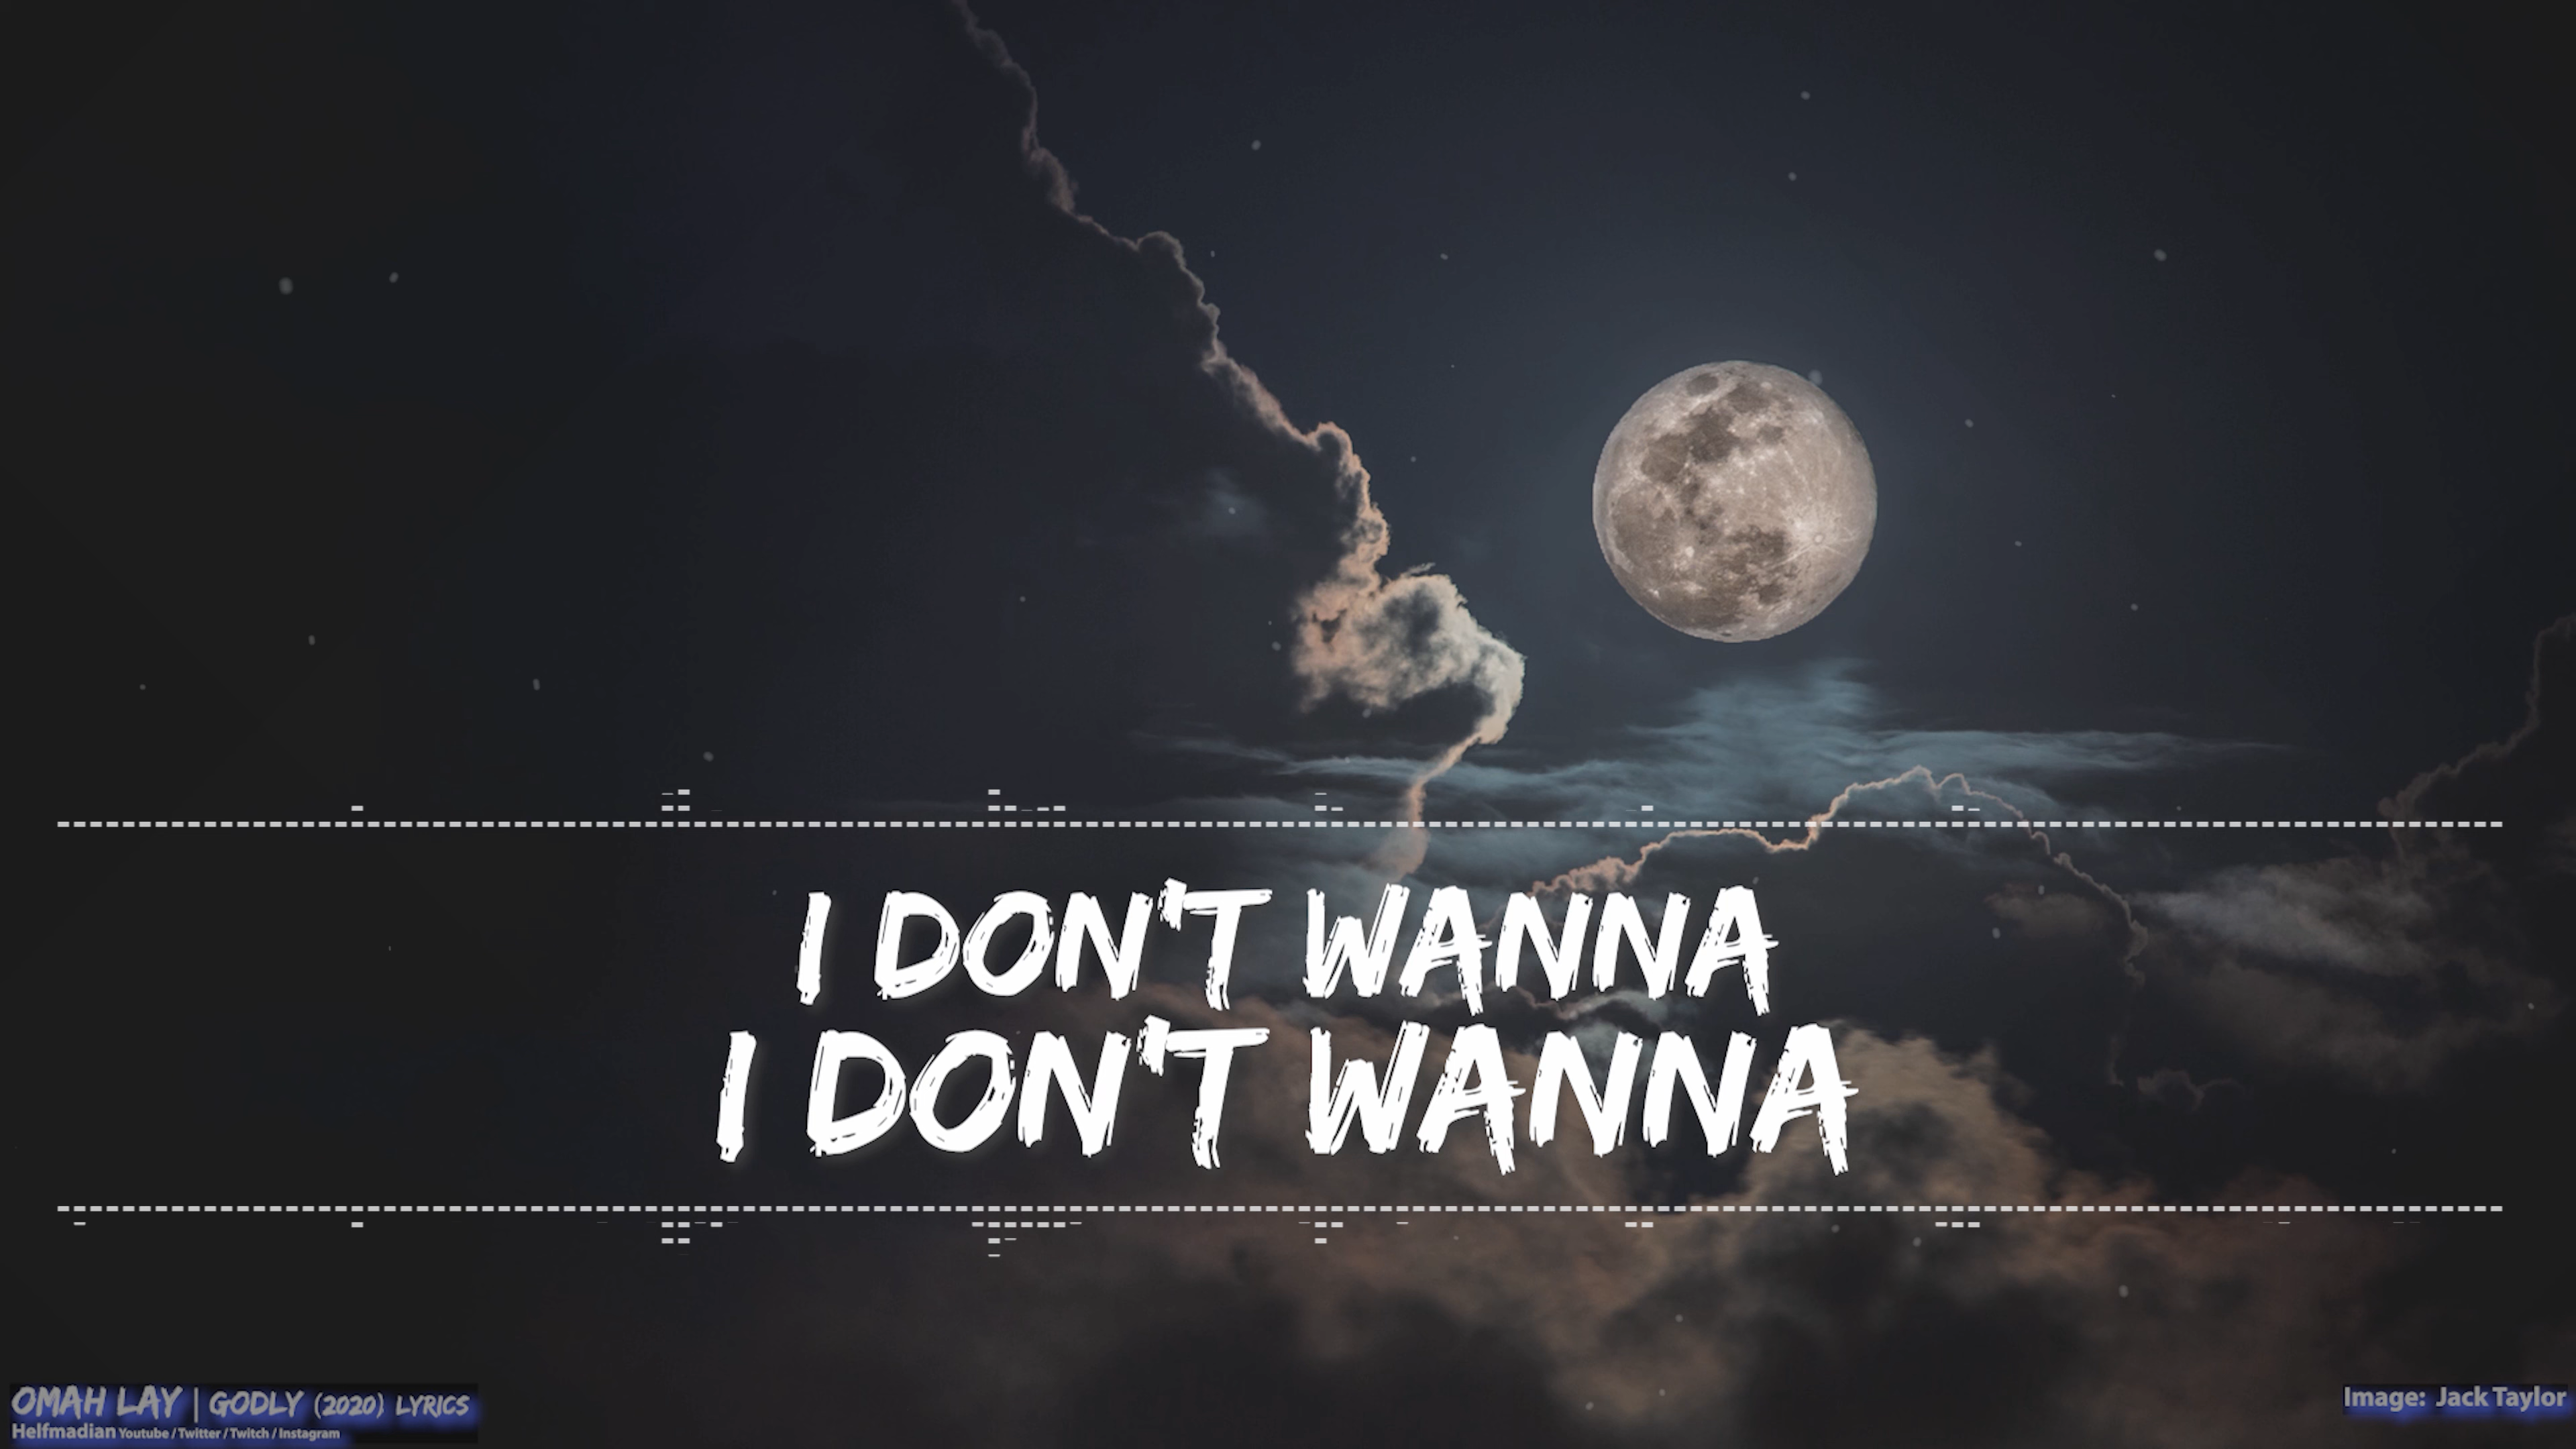 I DON'T WANNA
I DON'T WANNA
OMAH LAY | GODLY (2020) LYRICS
Helfmadian Youtube / Twitter / Twitch / Instagram
Image: Jack Taylor